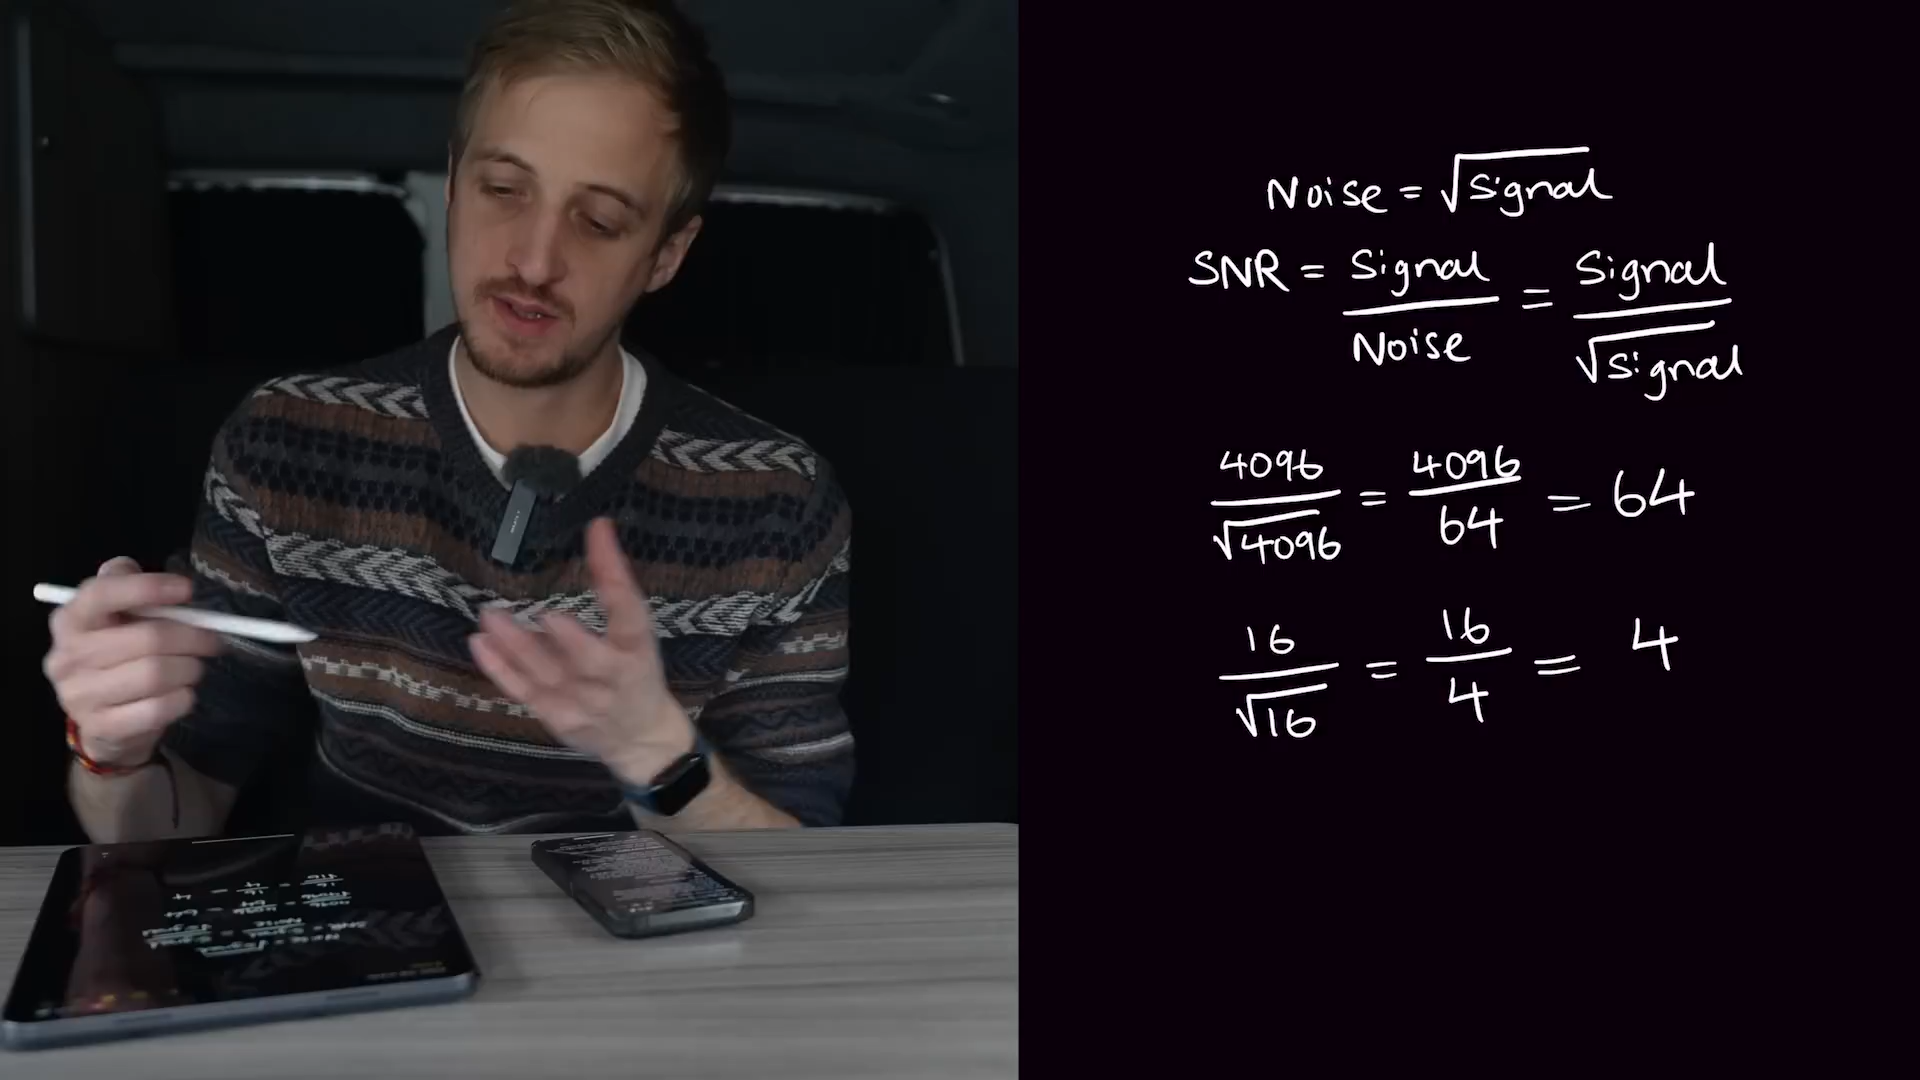 Noise = √Signal
SNR = Signal / Noise = Signal / √Signal
4096 / √4096 = 4096 / 64 = 64
16 / √16 = 16 / 4 = 4